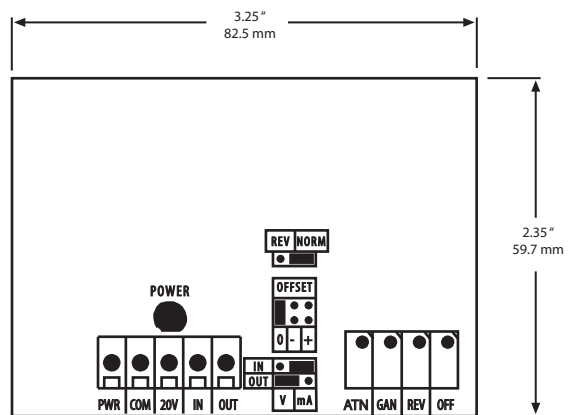 3.25"
82.5 mm
2.35"
59.7 mm
REV NORM
POWER
OFFSET
0 - +
IN
OUT
V mA
PWR COM 20V IN OUT
ATN GAN REV OFF